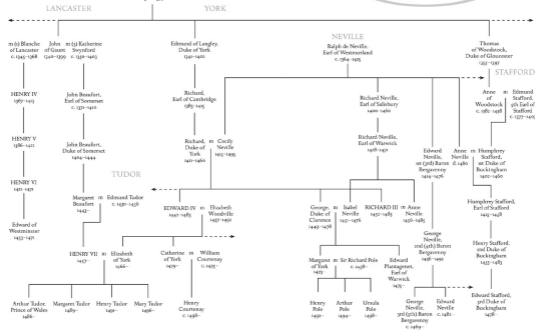 LANCASTER
YORK
NEVILLE
STAFFORD
TUDOR
m (1) Blanche
of Lancaster
c. 1345–1368
John
of Gaunt
1340–1399
m (3) Katherine
Swynford
c. 1350–1403
Edmund of Langley,
Duke of York
1341–1402
Ralph de Neville,
Earl of Westmorland
c. 1364–1425
Thomas
of Woodstock,
Duke of Gloucester
1355–1397
HENRY IV
1367–1413
John Beaufort,
Earl of Somerset
c. 1371–1410
Richard,
Earl of Cambridge
1385–1415
Richard Neville,
Earl of Salisbury
1400–1460
Anne
of
Woodstock
c. 1382–1438
m
Edmund
Stafford,
5th Earl of
Stafford
c. 1377–1403
HENRY V
1386–1422
John Beaufort,
Duke of Somerset
1404–1444
Richard,
Duke of
York
1411–1460
m
Cecily
Neville
1415–1495
Richard Neville,
Earl of Warwick
1428–1471
Edward
Neville,
1st (3rd) Baron
Bergavenny
1414–1476
Anne
Neville
d. 1480
m
Humphrey
Stafford,
1st Duke of
Buckingham
1402–1460
HENRY VI
1421–1471
Margaret
Beaufort
1443–
m
Edmund Tudor
c. 1430–1456
EDWARD IV
1442–1483
m
Elizabeth
Woodville
1437–1492
George,
Duke of
Clarence
1449–1478
m
Isabel
Neville
1451–1476
RICHARD III
1452–1485
m
Anne
Neville
1456–1485
Humphrey Stafford,
Earl of Stafford
1425–1458
Edward of
Westminster
1453–1471
HENRY VII
1457–
m
Elizabeth
of York
1466–
Catherine
of York
1479–
m
William
Courtenay
c. 1475–
Margaret
of York
1473–
m
Sir Richard Pole
c. 1458–
Edward
Plantagenet,
Earl of
Warwick
1475–
George
Neville,
2nd (4th) Baron
Bergavenny
Henry Stafford,
2nd Duke of
Buckingham
1455–1483
Arthur Tudor,
Prince of Wales
1486–
Margaret Tudor
1489–
Henry Tudor
1491–
Mary Tudor
1496–
Henry
Courtenay
c. 1498–
Henry
Pole
1492–
Arthur
Pole
Ursula
Pole
George
Neville,
3rd (5th) Baron
Bergavenny
c. 1469–
Edward
Neville
Edward Stafford,
3rd Duke of
Buckingham
1478–